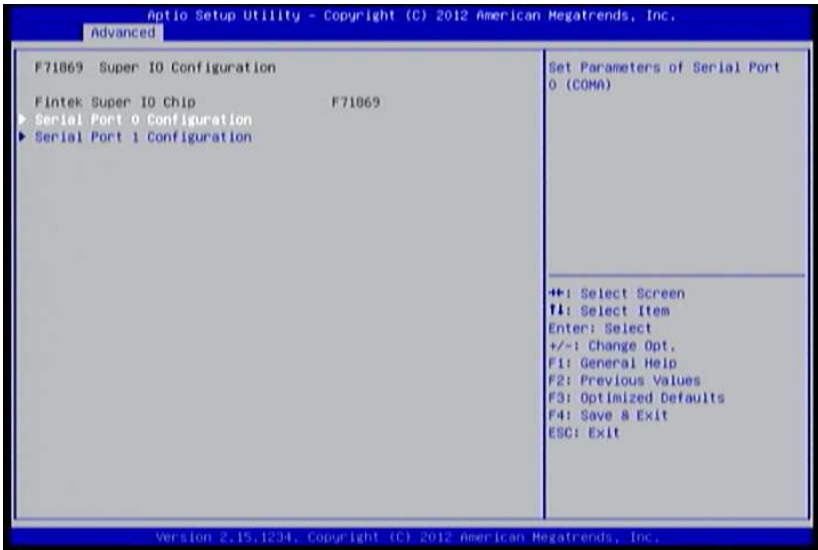 Aptio Setup Utility - Copyright (C) 2012 American Megatrends, Inc.
Advanced
F71869 Super IO Configuration
Fintek Super IO Chip F71869
Serial Port 0 Configuration
Serial Port 1 Configuration
Set Parameters of Serial Port
0 (COMA)
→←: Select Screen
↑↓: Select Item
Enter: Select
+/-: Change Opt.
F1: General Help
F2: Previous Values
F3: Optimized Defaults
F4: Save & Exit
ESC: Exit
Version 2.15.1234. Copyright (C) 2012 American Megatrends, Inc.